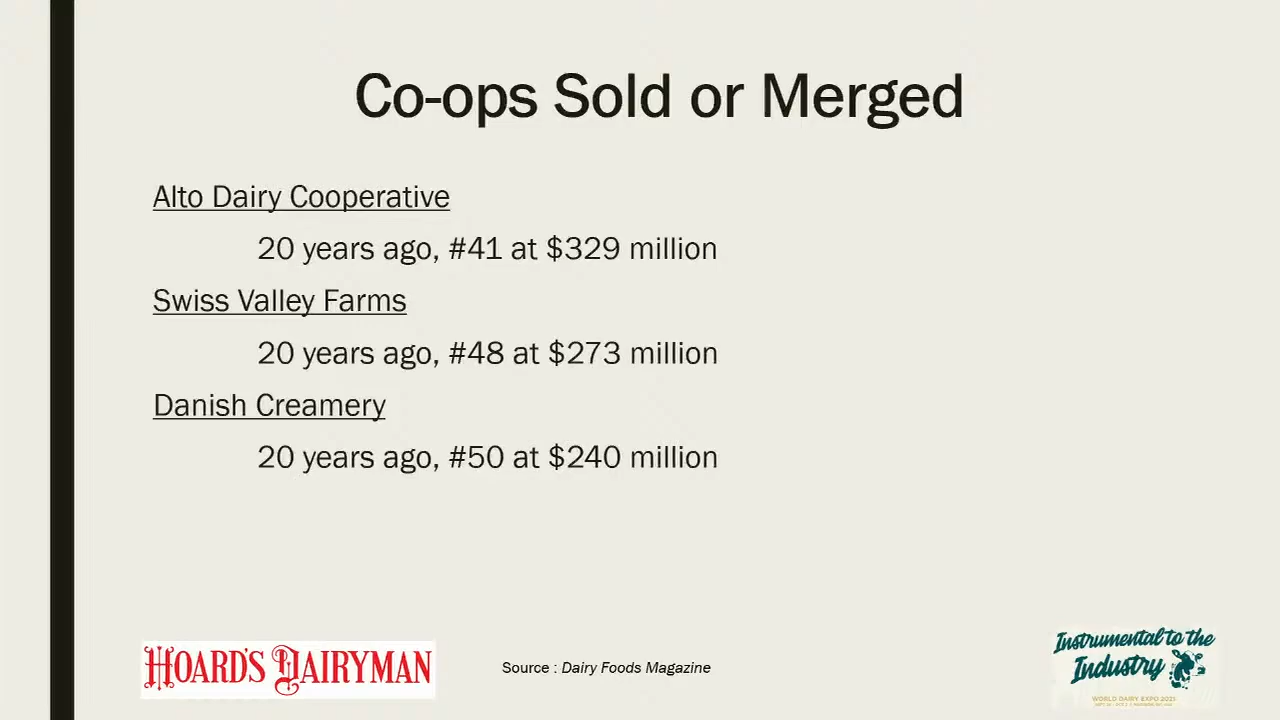 Co-ops Sold or Merged
Alto Dairy Cooperative
20 years ago, #41 at $329 million
Swiss Valley Farms
20 years ago, #48 at $273 million
Danish Creamery
20 years ago, #50 at $240 million
HOARD'S DAIRYMAN
Source : Dairy Foods Magazine
Instrumental to the
Industry
WORLD DAIRY EXPO 2021